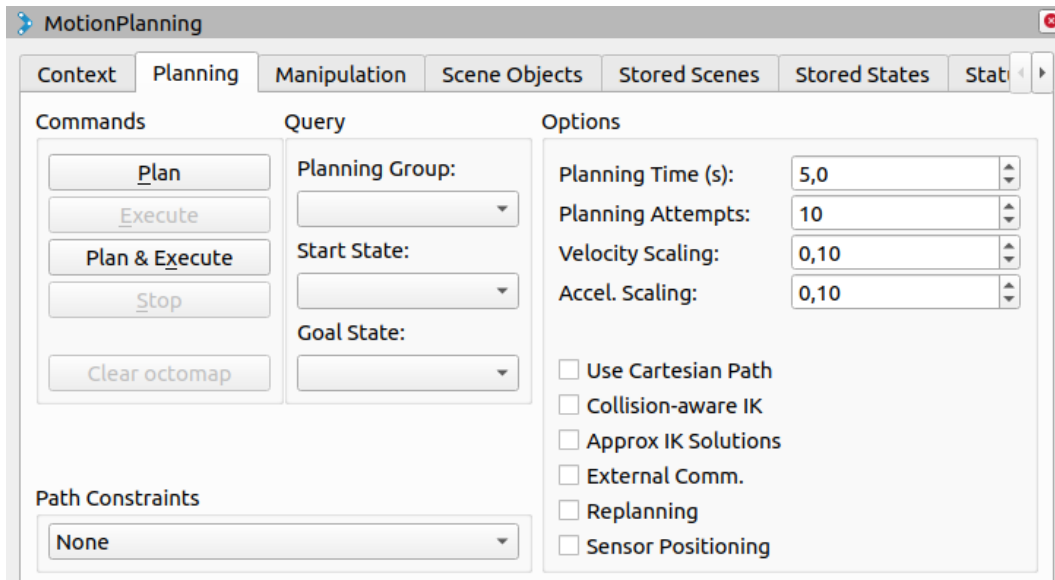 MotionPlanning
Context Planning Manipulation Scene Objects Stored Scenes Stored States
Commands
Plan
Execute
Plan & Execute
Stop
Clear octomap
Query
Planning Group:
Start State:
Goal State:
Path Constraints
None
Options
Planning Time (s): 5,0
Planning Attempts: 10
Velocity Scaling: 0,10
Accel. Scaling: 0,10
Use Cartesian Path
Collision-aware IK
Approx IK Solutions
External Comm.
Replanning
Sensor Positioning